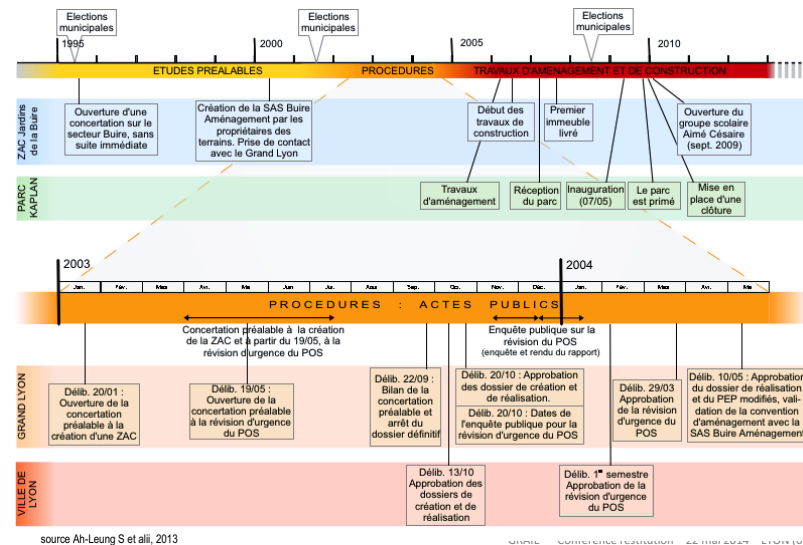 Elections
municipales
Elections
municipales
Elections
municipales
1995
2000
2005
2010
ETUDES PREALABLES
PROCEDURES
TRAVAUX D'AMENAGEMENT ET DE CONSTRUCTION
ZAC Jardins
de la Buire
Ouverture d'une
concertation sur le
secteur Buire, sans
suite immédiate
Création de la SAS Buire
Aménagement par les
propriétaires des
terrains. Prise de contact
avec le Grand Lyon
Début des
travaux de
construction
Premier
immeuble
livré
Ouverture du
groupe scolaire
Aimé Césaire
(sept. 2009)
PARC
KAPLAN
Travaux
d'aménagement
Réception
du parc
Inauguration
(07/05)
Le parc
est primé
Mise en
place d'une
clôture
2003
2004
Jan. Fév. Mars Avr. Mai Juin Juil. Aout Sep. Oct. Nov. Déc. Jan. Fév. Mars Avr. Mai
PROCEDURES : ACTES PUBLICS
Concertation préalable à la création
de la ZAC et à partir du 19/05, à la
révision d'urgence du POS
Enquête publique sur la
révision du POS
(enquête et rendu du rapport)
GRAND LYON
Délib. 20/01 :
Ouverture de la
concertation
préalable à la
création d'une ZAC
Délib. 19/05 :
Ouverture de la
concertation préalable
à la révision d'urgence
du POS
Délib. 22/09 :
Bilan de la
concertation
préalable et
arrêt du
dossier définitif
Délib. 20/10 : Approbation
des dossier de création et
de réalisation.
Délib. 20/10 : Dates de
l'enquête publique pour la
révision d'urgence du POS
Délib. 29/03
Approbation
de la révision
d'urgence du
POS
Délib. 10/05 : Approbation
du dossier de réalisation
et du PEP modifiés, vali-
dation de la convention
d'aménagement avec la
SAS Buire Aménagement
VILLE DE
LYON
Délib. 13/10
Approbation des
dossiers de
création et de
réalisation
Délib. 1er semestre
Approbation de la
révision d'urgence
du POS
source Ah-Leung S et alii, 2013